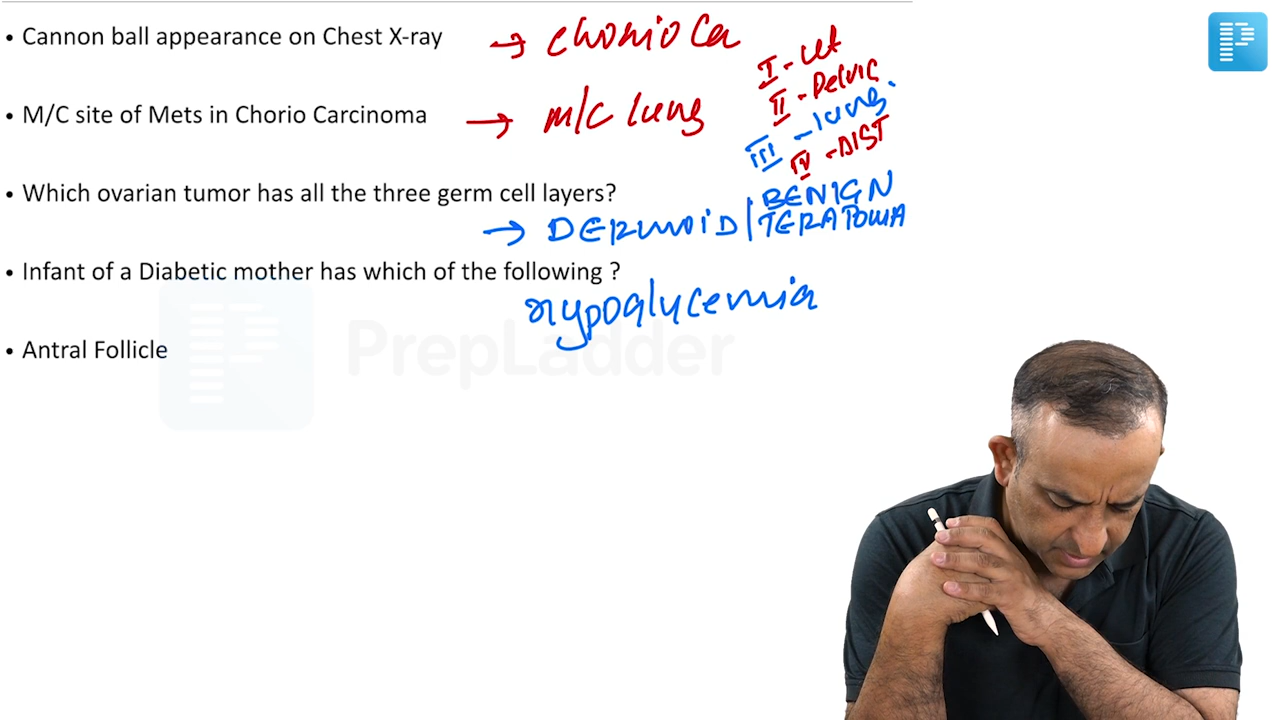 • Cannon ball appearance on Chest X-ray → chorio Ca
I - Ut
II - Pelvic
• M/C site of Mets in Chorio Carcinoma → M/C lung
III - lung
IV - DIST
• Which ovarian tumor has all the three germ cell layers?
→ DERMOID | BENIGN
TERATOMA
• Infant of a Diabetic mother has which of the following ?
Hypoglycemia
• Antral Follicle
PrepLadder